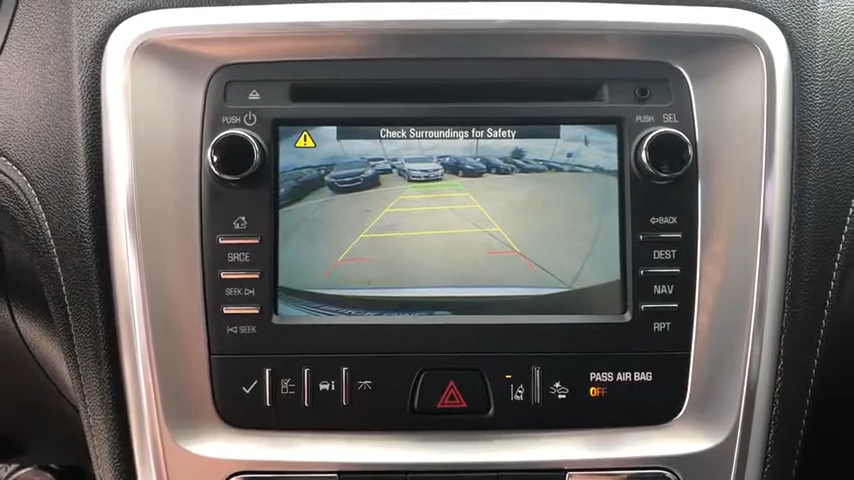 PUSH
PUSH SEL
Check Surroundings for Safety
SRCE
SEEK
SEEK
BACK
DEST
NAV
RPT
PASS AIR BAG
OFF